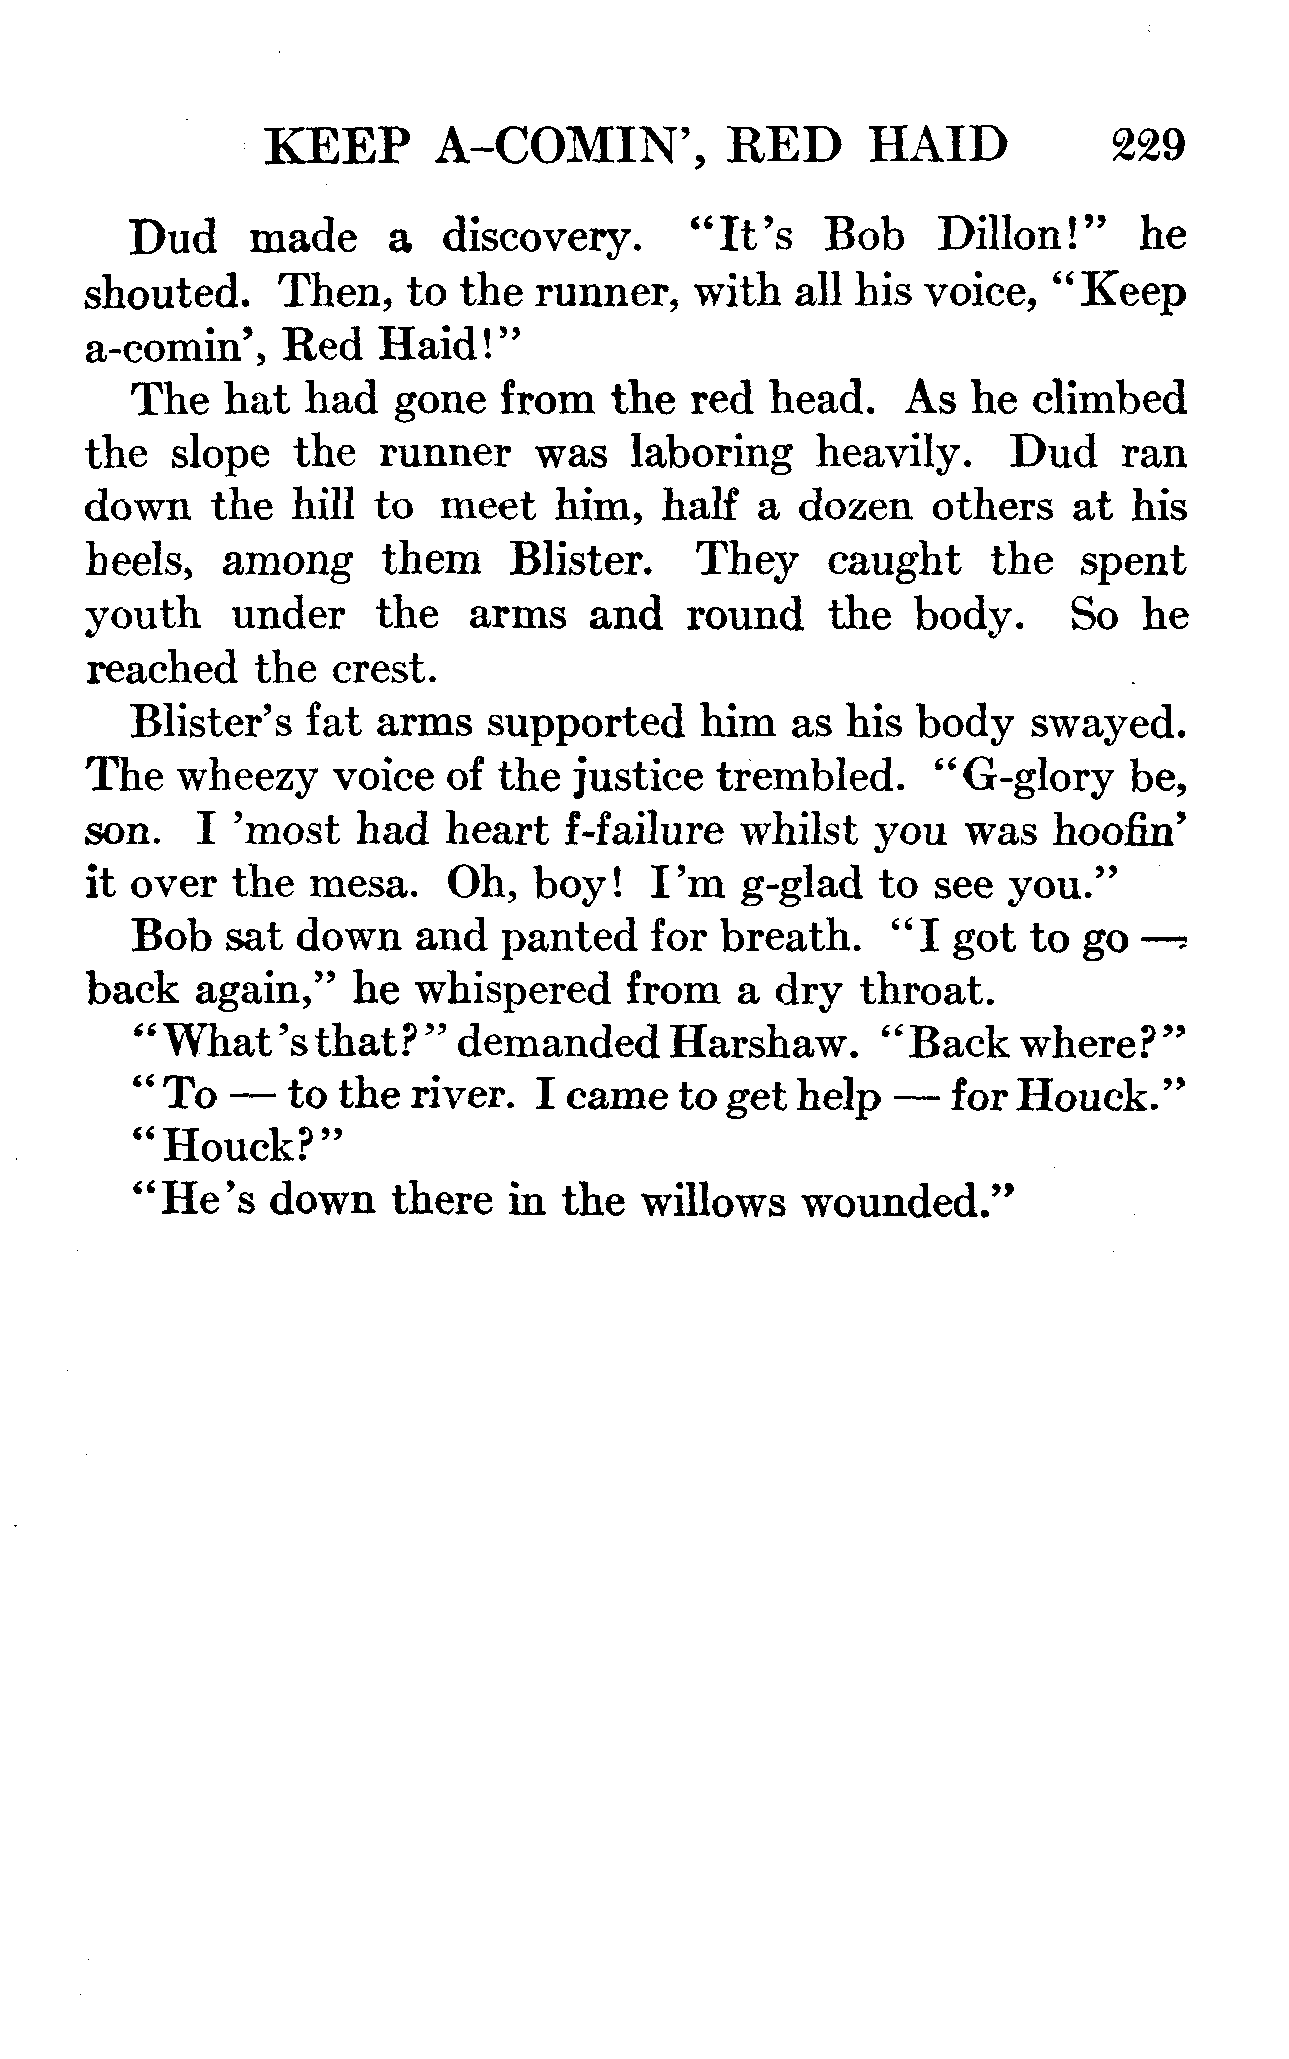 KEEP A-COMIN', RED HAID 229
Dud made a discovery. "It's Bob Dillon!" he
shouted. Then, to the runner, with all his voice, "Keep
a-comin', Red Haid!"
The hat had gone from the red head. As he climbed
the slope the runner was laboring heavily. Dud ran
down the hill to meet him, half a dozen others at his
heels, among them Blister. They caught the spent
youth under the arms and round the body. So he
reached the crest.
Blister's fat arms supported him as his body swayed.
The wheezy voice of the justice trembled. "G-glory be,
son. I 'most had heart f-failure whilst you was hoofin'
it over the mesa. Oh, boy! I'm g-glad to see you."
Bob sat down and panted for breath. "I got to go —
back again," he whispered from a dry throat.
"What's that?" demanded Harshaw. "Back where?"
"To — to the river. I came to get help — for Houck."
"Houck?"
"He's down there in the willows wounded."